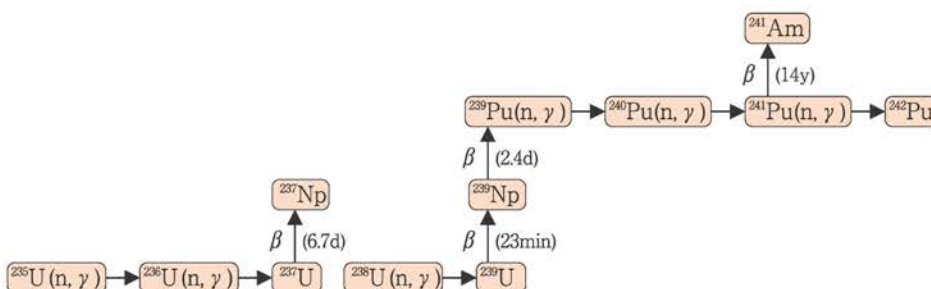 ²⁴¹Am
β (14y)
²³⁹Pu(n, γ) ²⁴⁰Pu(n, γ) ²⁴¹Pu(n, γ) ²⁴²Pu
β (2.4d)
²³⁷Np ²³⁹Np
β (6.7d) β (23min)
²³⁵U(n, γ) ²³⁶U(n, γ) ²³⁷U ²³⁸U(n, γ) ²³⁹U